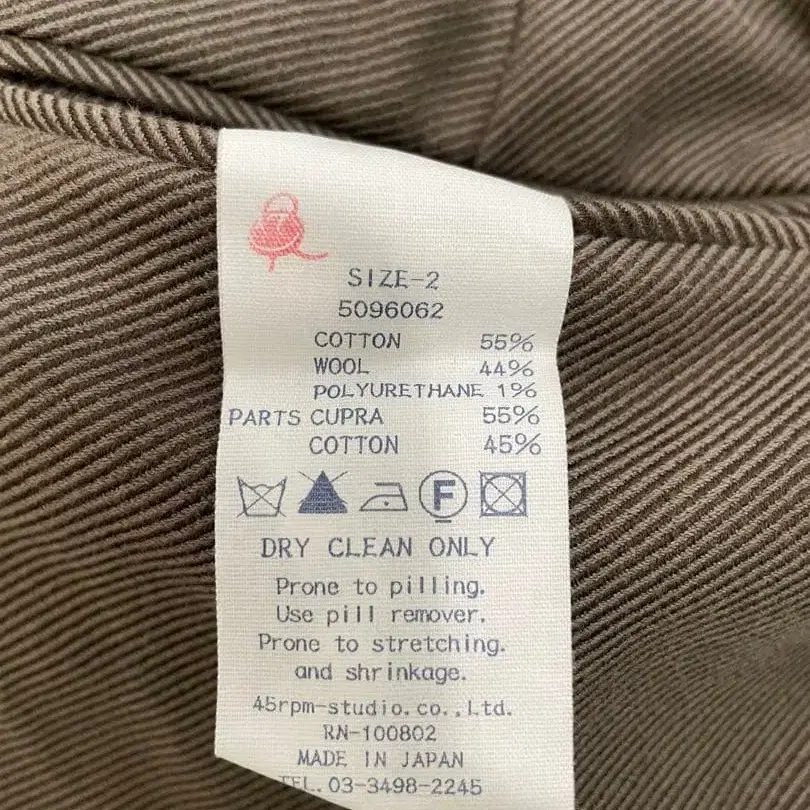 SIZE-2
5096062
COTTON 55%
WOOL 44%
POLYURETHANE 1%
PARTS CUPRA 55%
COTTON 45%
F
DRY CLEAN ONLY
Prone to pilling.
Use pill remover.
Prone to stretching.
and shrinkage.
45rpm-studio.co.,Ltd.
RN-100802
MADE IN JAPAN
TEL.03-3498-2245